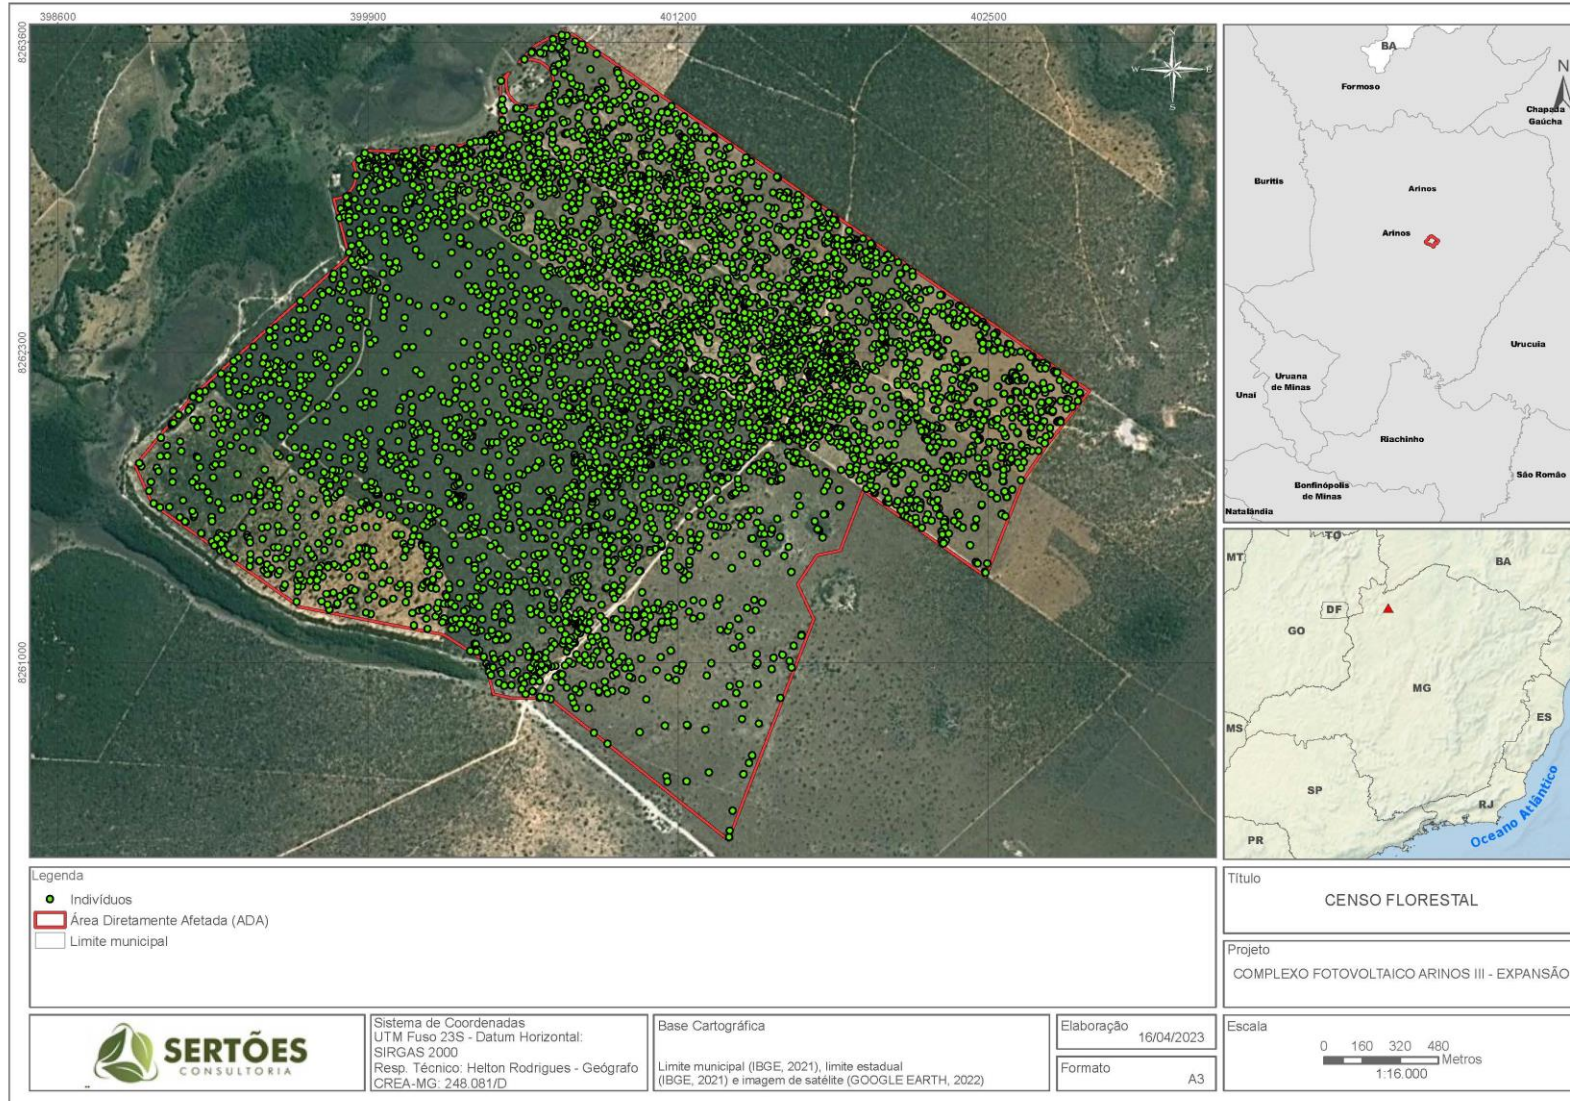 398600
399900
401200
402500
8263600
8262300
8261000
N
W
E
S
BA
N
Formoso
Chapada
Gaúcha
Buritis
Arinos
Arinos
Urucuia
Uruana
de Minas
Unaí
Riachinho
São Romão
Bonfinópolis
de Minas
Natalândia
TO
MT
BA
DF
GO
MG
ES
MS
SP
RJ
PR
Oceano Atlântico
Legenda
Indivíduos
Área Diretamente Afetada (ADA)
Limite municipal
Título
CENSO FLORESTAL
Projeto
COMPLEXO FOTOVOLTAICO ARINOS III - EXPANSÃO
SERTÕES
CONSULTORIA
Sistema de Coordenadas
UTM Fuso 23S - Datum Horizontal:
SIRGAS 2000
Resp. Técnico: Helton Rodrigues - Geógrafo
CREA-MG: 248.081/D
Base Cartográfica
Limite municipal (IBGE, 2021), limite estadual
(IBGE, 2021) e imagem de satélite (GOOGLE EARTH, 2022)
Elaboração
16/04/2023
Formato
A3
Escala
0 160 320 480
Metros
1:16.000